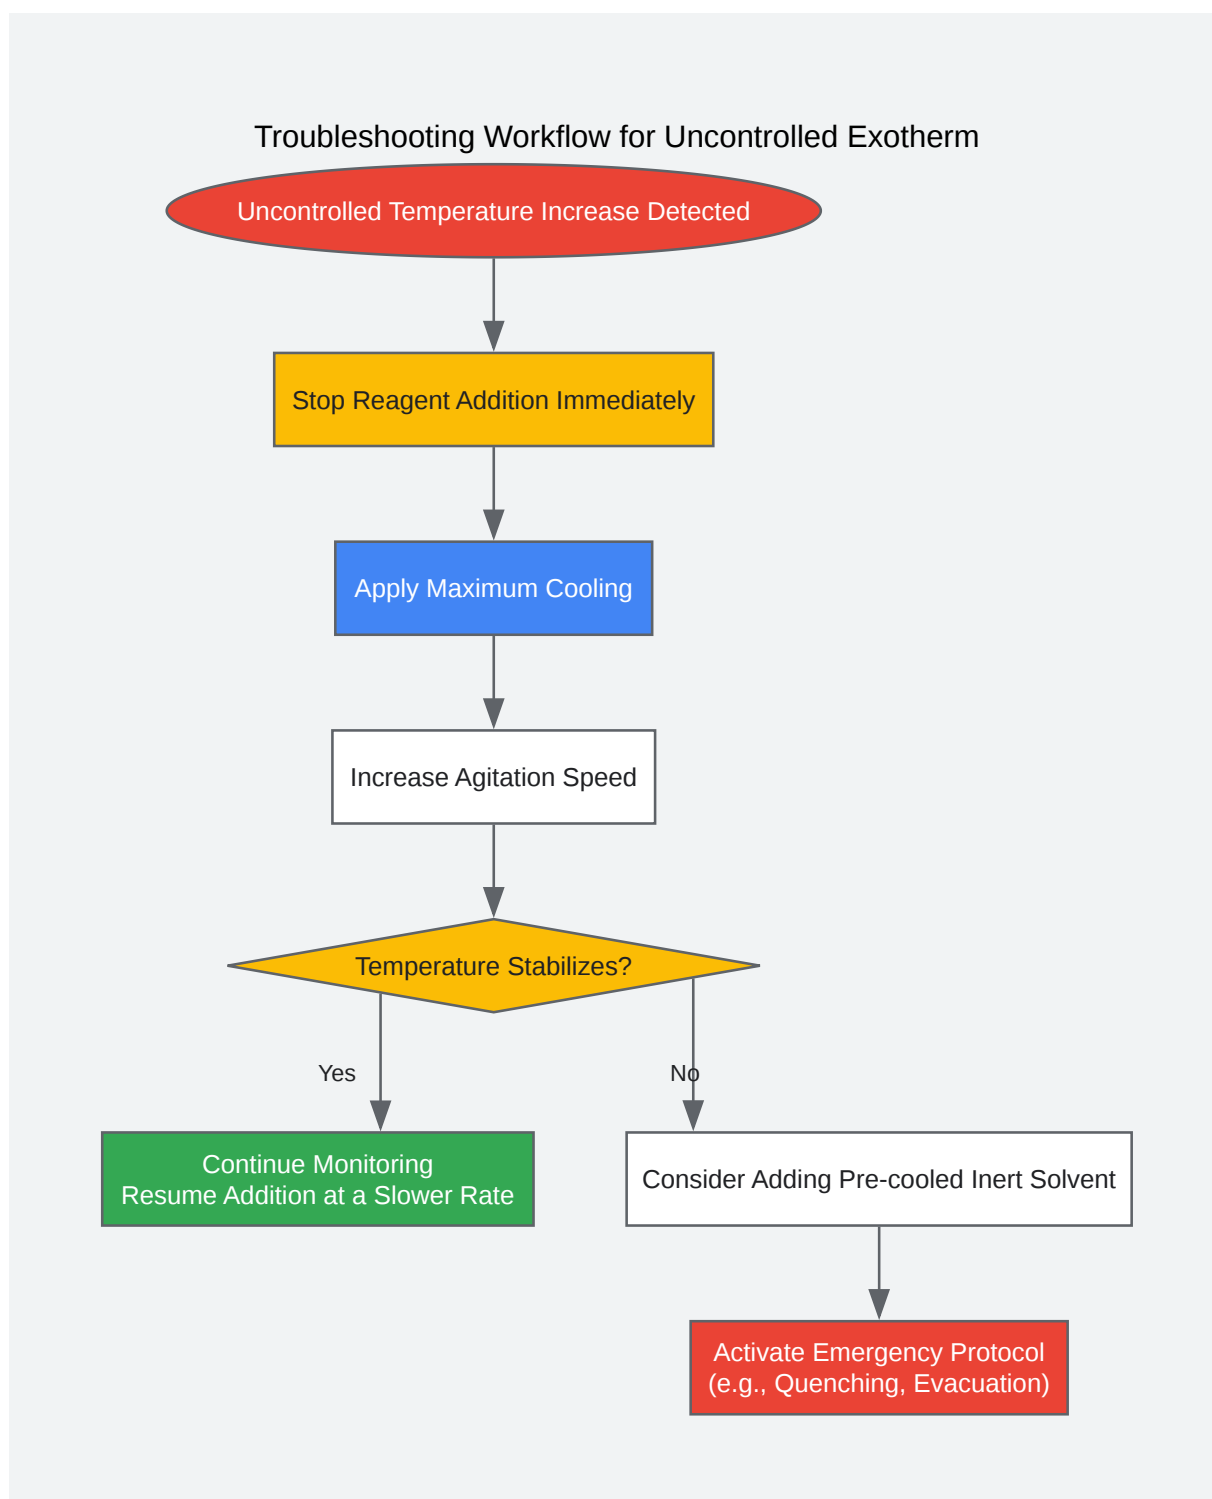 Troubleshooting Workflow for Uncontrolled Exotherm
Uncontrolled Temperature Increase Detected
Stop Reagent Addition Immediately
Apply Maximum Cooling
Increase Agitation Speed
Temperature Stabilizes?
Yes
No
Continue Monitoring
Resume Addition at a Slower Rate
Consider Adding Pre-cooled Inert Solvent
Activate Emergency Protocol
(e.g., Quenching, Evacuation)